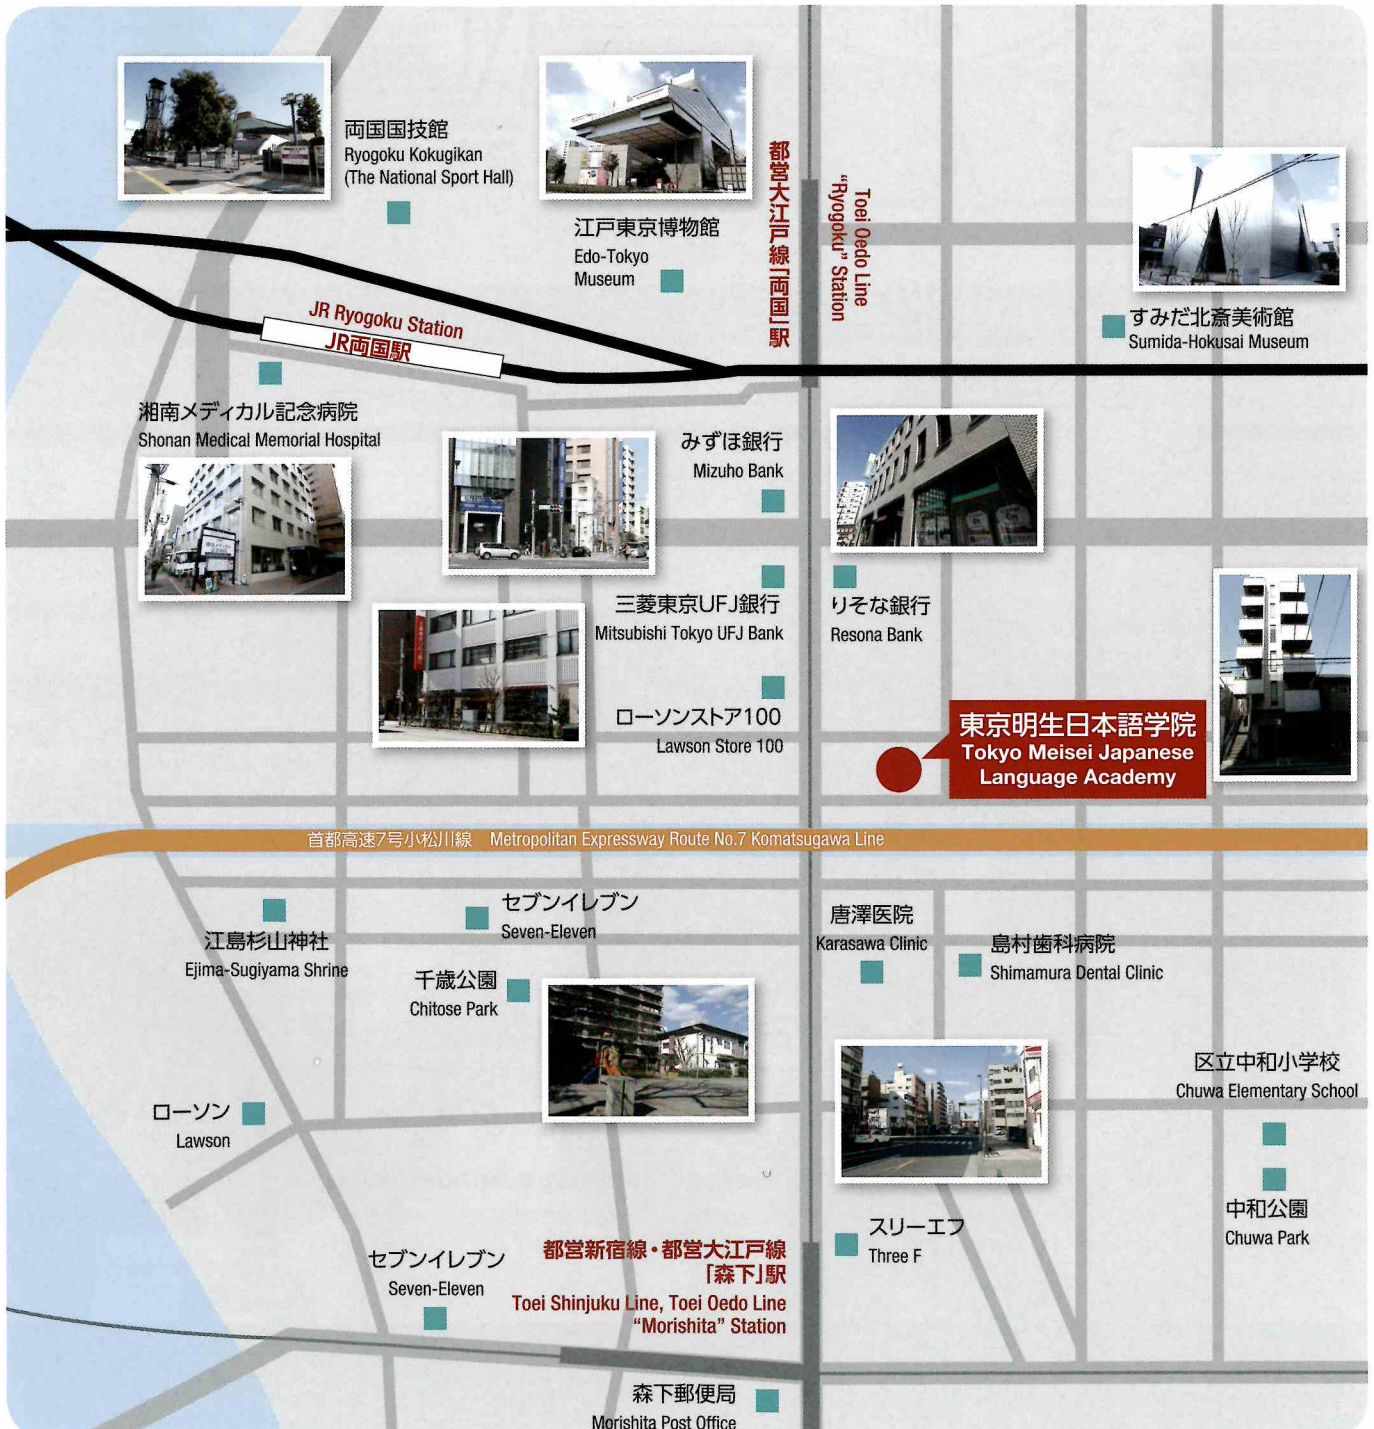 両国国技館
Ryogoku Kokugikan
(The National Sport Hall)
江戸東京博物館
Edo-Tokyo
Museum
都営大江戸線「両国」駅
Toei Oedo Line
“Ryogoku” Station
すみだ北斎美術館
Sumida-Hokusai Museum
JR Ryogoku Station
JR両国駅
湘南メディカル記念病院
Shonan Medical Memorial Hospital
みずほ銀行
Mizuho Bank
三菱東京UFJ銀行
Mitsubishi Tokyo UFJ Bank
りそな銀行
Resona Bank
ローソンストア100
Lawson Store 100
東京明生日本語学院
Tokyo Meisei Japanese
Language Academy
首都高速7号小松川線 Metropolitan Expressway Route No.7 Komatsugawa Line
江島杉山神社
Ejima-Sugiyama Shrine
セブンイレブン
Seven-Eleven
千歳公園
Chitose Park
唐澤医院
Karasawa Clinic
島村歯科病院
Shimamura Dental Clinic
区立中和小学校
Chuwa Elementary School
ローソン
Lawson
中和公園
Chuwa Park
スリーエフ
Three F
セブンイレブン
Seven-Eleven
都営新宿線・都営大江戸線
「森下」駅
Toei Shinjuku Line, Toei Oedo Line
“Morishita” Station
森下郵便局
Morishita Post Office